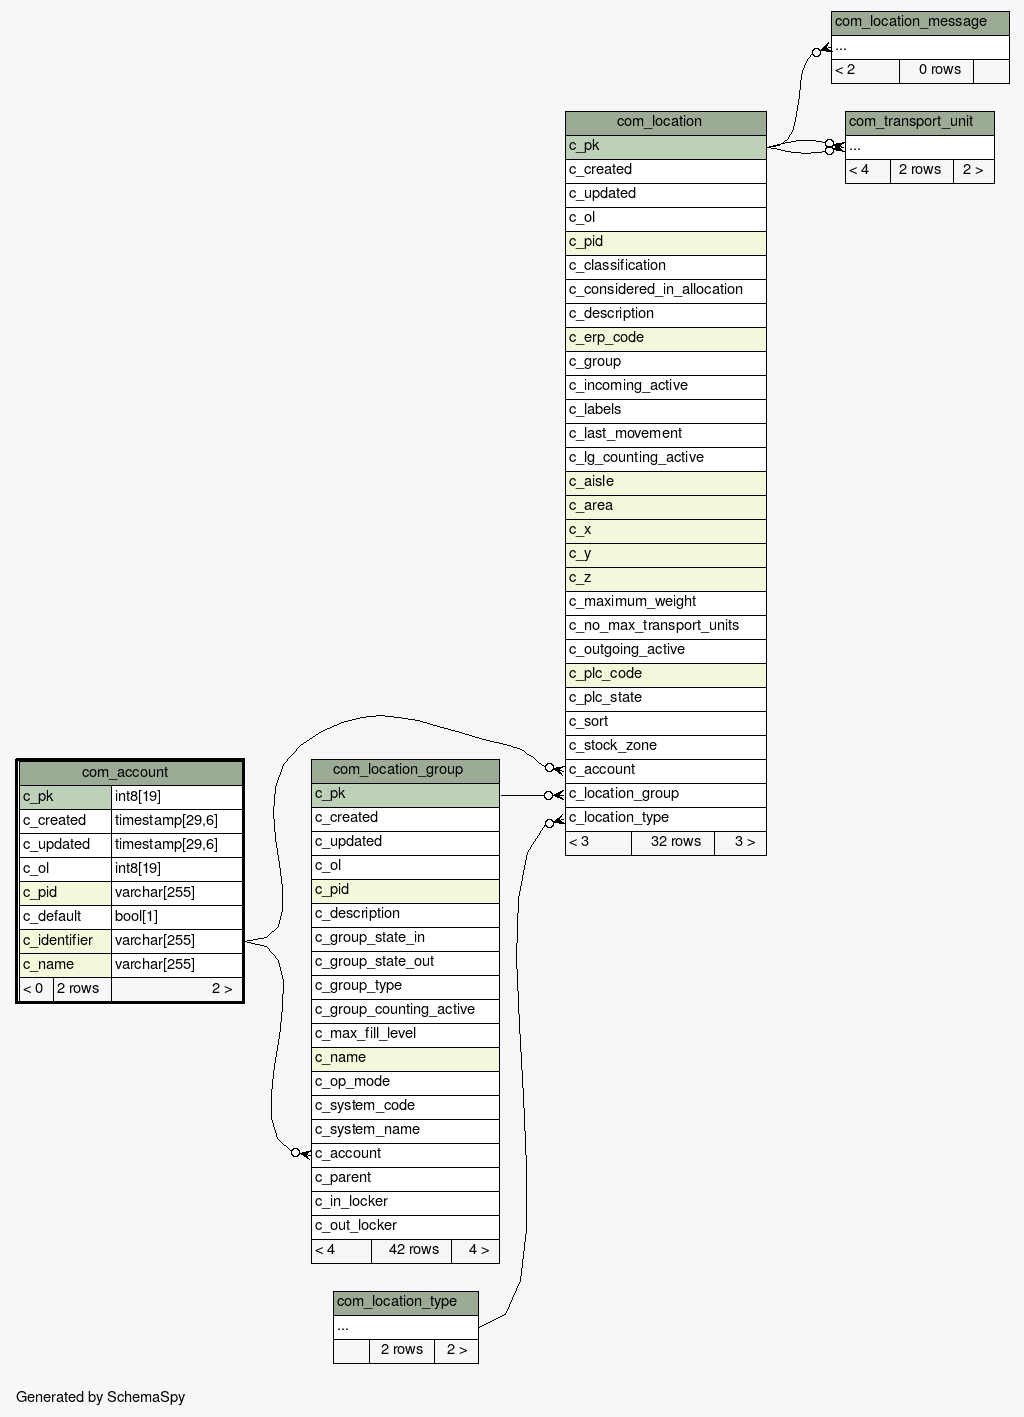 com_location_message
...
< 2 0 rows
com_transport_unit
...
< 4 2 rows 2 >
com_location
c_pk
c_created
c_updated
c_ol
c_pid
c_classification
c_considered_in_allocation
c_description
c_erp_code
c_group
c_incoming_active
c_labels
c_last_movement
c_lg_counting_active
c_aisle
c_area
c_x
c_y
c_z
c_maximum_weight
c_no_max_transport_units
c_outgoing_active
c_plc_code
c_plc_state
c_sort
c_stock_zone
c_account
c_location_group
c_location_type
< 3 32 rows 3 >
com_account
c_pk int8[19]
c_created timestamp[29,6]
c_updated timestamp[29,6]
c_ol int8[19]
c_pid varchar[255]
c_default bool[1]
c_identifier varchar[255]
c_name varchar[255]
< 0 2 rows 2 >
com_location_group
c_pk
c_created
c_updated
c_ol
c_pid
c_description
c_group_state_in
c_group_state_out
c_group_type
c_group_counting_active
c_max_fill_level
c_name
c_op_mode
c_system_code
c_system_name
c_account
c_parent
c_in_locker
c_out_locker
< 4 42 rows 4 >
com_location_type
...
2 rows 2 >
Generated by SchemaSpy